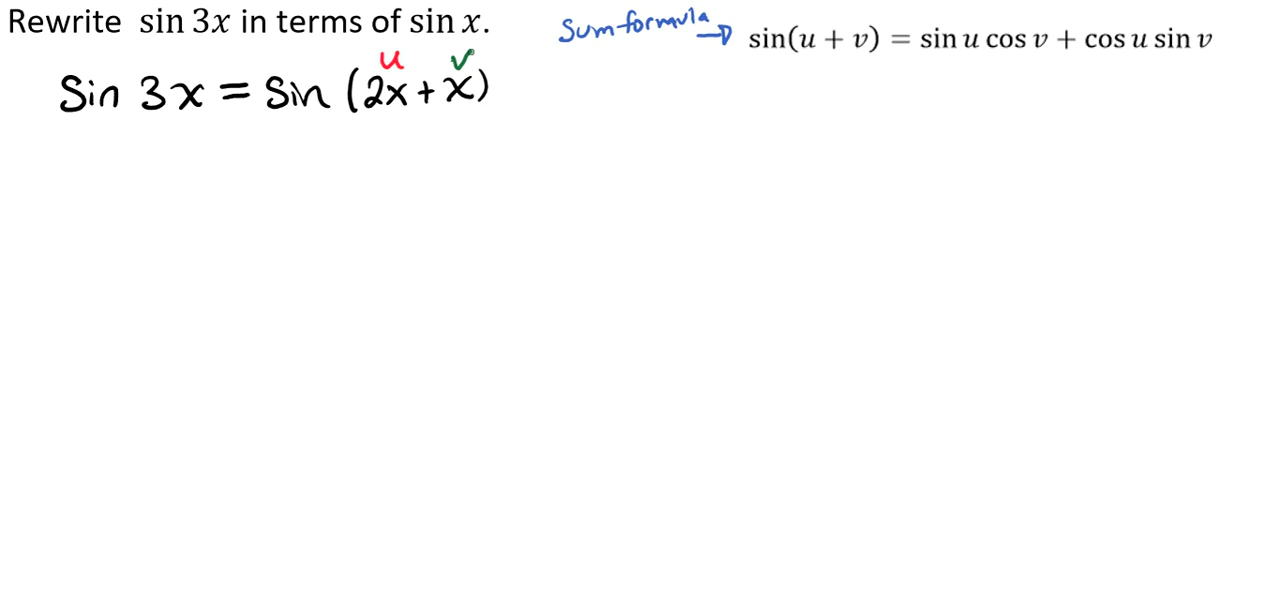 Rewrite sin 3x in terms of sin x.
Sum formula → sin(u + v) = sin u cos v + cos u sin v
u v
Sin 3x = Sin (2x + x)